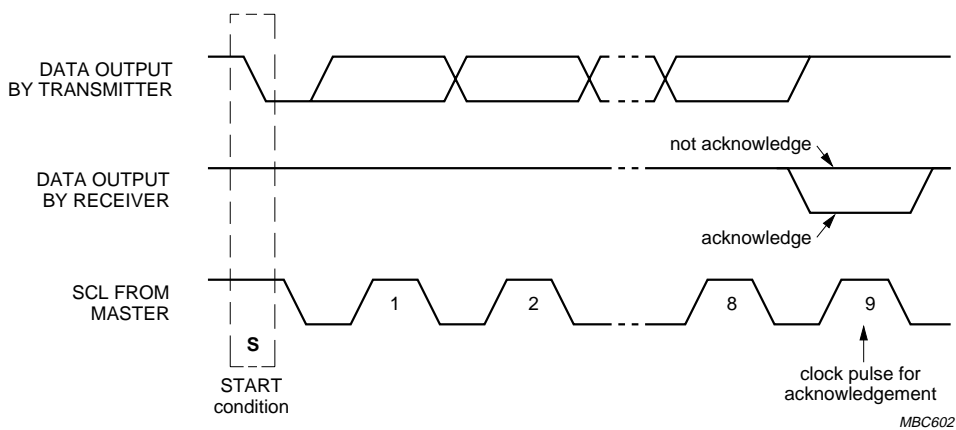 DATA OUTPUT
BY TRANSMITTER
not acknowledge
DATA OUTPUT
BY RECEIVER
acknowledge
SCL FROM
MASTER
1
2
8
9
S
START
condition
clock pulse for
acknowledgement
MBC602